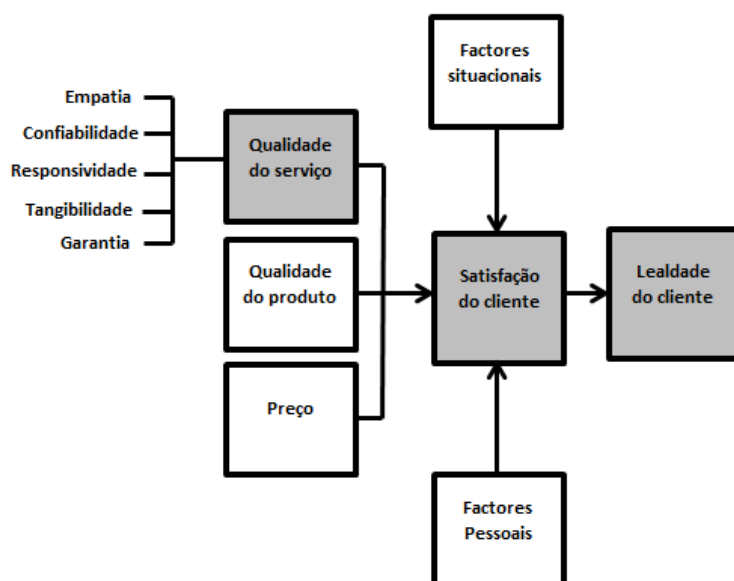 Factores
situacionais
Empatia
Confiabilidade
Responsividade
Tangibilidade
Garantia
Qualidade
do serviço
Qualidade
do produto
Preço
Satisfação
do cliente
Lealdade
do cliente
Factores
Pessoais